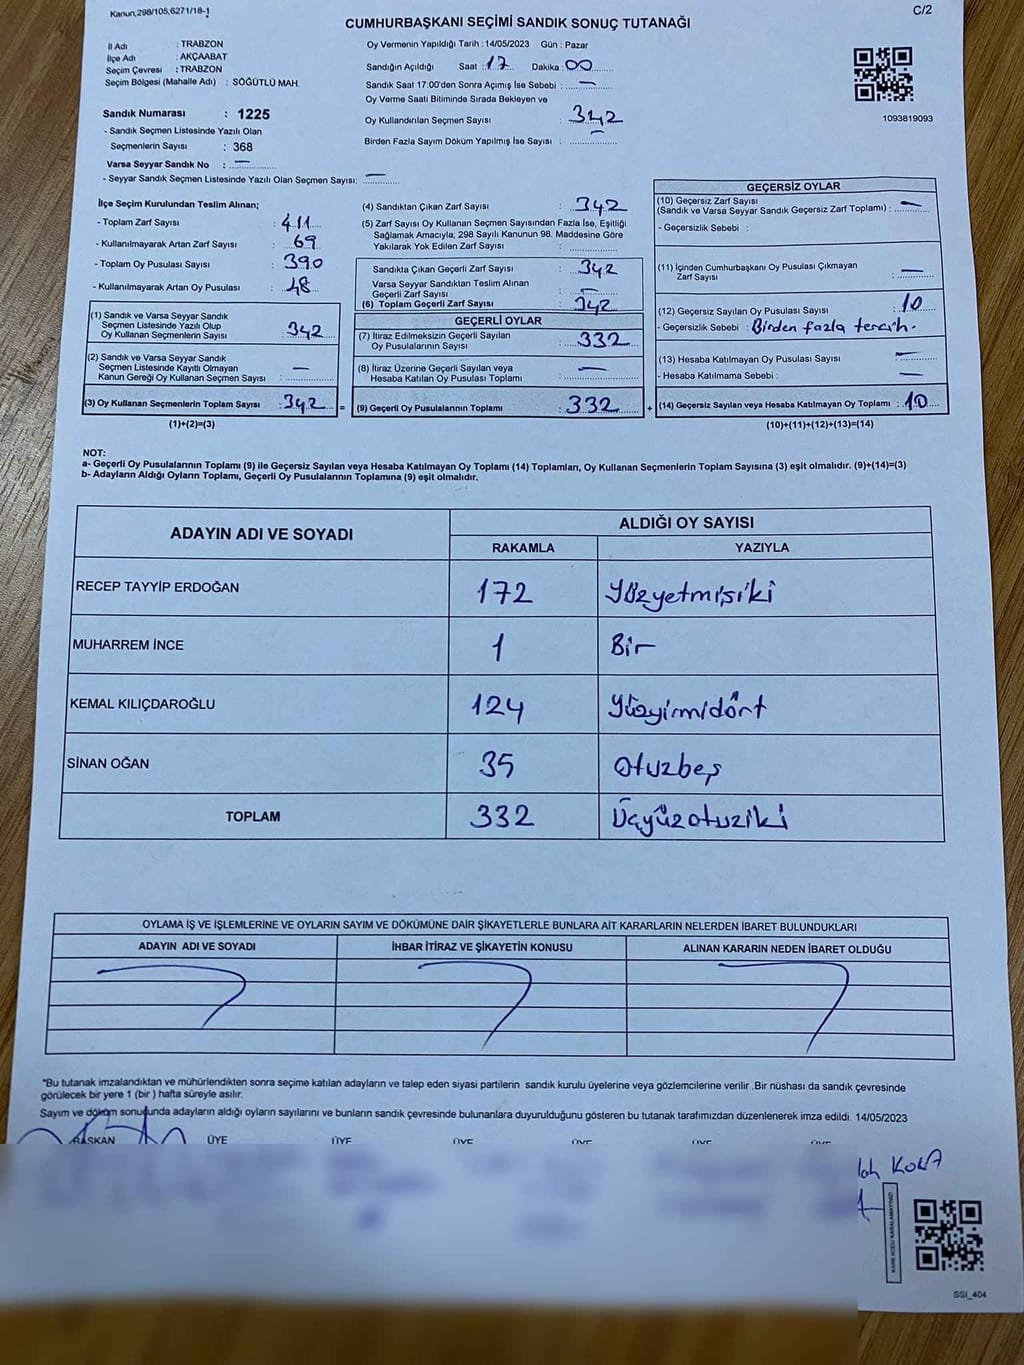 Kanun,298/105,6271/18-1
C/2
CUMHURBAŞKANI SEÇİMİ SANDIK SONUÇ TUTANAĞI
İl Adı : TRABZON
İlçe Adı : AKÇAABAT
Seçim Çevresi : TRABZON
Seçim Bölgesi (Mahalle Adı) : SÖĞÜTLÜ MAH.
Sandık Numarası : 1225
- Sandık Seçmen Listesinde Yazılı Olan
Seçmenlerin Sayısı : 368
Varsa Seyyar Sandık No : —
- Seyyar Sandık Seçmen Listesinde Yazılı Olan Seçmen Sayısı: —
Oy Vermenin Yapıldığı Tarih :14/05/2023 Gün : Pazar
Sandığın Açıldığı Saat : 17 Dakika : 00
Sandık Saat 17:00'den Sonra Açımış İse Sebebi : —
Oy Verme Saati Bitiminde Sırada Bekleyen ve
Oy Kullandırılan Seçmen Sayısı : 342
Birden Fazla Sayım Döküm Yapılmış İse Sayısı : —
1093819093
İlçe Seçim Kurulundan Teslim Alınan;
- Toplam Zarf Sayısı : 411
- Kullanılmayarak Artan Zarf Sayısı : 69
- Toplam Oy Pusulası Sayısı : 390
- Kullanılmayarak Artan Oy Pusulası : 48
(1) Sandık ve Varsa Seyyar Sandık
Seçmen Listesinde Yazılı Olup
Oy Kullanan Seçmenlerin Sayısı : 342
(2) Sandık ve Varsa Seyyar Sandık
Seçmen Listesinde Kayıtlı Olmayan
Kanun Gereği Oy Kullanan Seçmen Sayısı : —
(3) Oy Kullanan Seçmenlerin Toplam Sayısı : 342 =
(1)+(2)=(3)
(4) Sandıktan Çıkan Zarf Sayısı : 342
(5) Zarf Sayısı Oy Kullanan Seçmen Sayısından Fazla İse, Eşitliği
Sağlamak Amacıyla; 298 Sayılı Kanunun 98. Maddesine Göre
Yakılarak Yok Edilen Zarf Sayısı :
Sandıkta Çıkan Geçerli Zarf Sayısı : 342
Varsa Seyyar Sandıktan Teslim Alınan
Geçerli Zarf Sayısı : —
(6) Toplam Geçerli Zarf Sayısı : 342
GEÇERLİ OYLAR
(7) İtiraz Edilmeksizin Geçerli Sayılan
Oy Pusulalarının Sayısı : 332
(8) İtiraz Üzerine Geçerli Sayılan veya
Hesaba Katılan Oy Pusulası Toplamı : —
(9) Geçerli Oy Pusulalarının Toplamı : 332 +
GEÇERSİZ OYLAR
(10) Geçersiz Zarf Sayısı
(Sandık ve Varsa Seyyar Sandık Geçersiz Zarf Toplamı) : —
- Geçersizlik Sebebi :
(11) İçinden Cumhurbaşkanı Oy Pusulası Çıkmayan
Zarf Sayısı : —
(12) Geçersiz Sayılan Oy Pusulası Sayısı : 10
- Geçersizlik Sebebi : Birden fazla tercih.
(13) Hesaba Katılmayan Oy Pusulası Sayısı : —
- Hesaba Katılmama Sebebi : —
(14) Geçersiz Sayılan veya Hesaba Katılmayan Oy Toplamı : 10
(10)+(11)+(12)+(13)=(14)
NOT:
a- Geçerli Oy Pusulalarının Toplamı (9) ile Geçersiz Sayılan veya Hesaba Katılmayan Oy Toplamı (14) Toplamları, Oy Kullanan Seçmenlerin Toplam Sayısına (3) eşit olmalıdır. (9)+(14)=(3)
b- Adayların Aldığı Oyların Toplamı, Geçerli Oy Pusulalarının Toplamına (9) eşit olmalıdır.
ADAYIN ADI VE SOYADI
ALDIĞI OY SAYISI
RAKAMLA YAZIYLA
RECEP TAYYİP ERDOĞAN 172 Yüzyetmişiki
MUHARREM İNCE 1 Bir
KEMAL KILIÇDAROĞLU 124 Yüzyirmidört
SİNAN OĞAN 35 Otuzbeş
TOPLAM 332 Üçyüzotuziki
OYLAMA İŞ VE İŞLEMLERİNE VE OYLARIN SAYIM VE DÖKÜMÜNE DAİR ŞİKAYETLERLE BUNLARA AİT KARARLARIN NELERDEN İBARET BULUNDUKLARI
ADAYIN ADI VE SOYADI İHBAR İTİRAZ VE ŞİKAYETİN KONUSU ALINAN KARARIN NEDEN İBARET OLDUĞU
*Bu tutanak imzalandıktan ve mühürlendikten sonra seçime katılan adayların ve talep eden siyasi partilerin sandık kurulu üyelerine veya gözlemcilerine verilir .Bir nüshası da sandık çevresinde
görülecek bir yere 1 (bir ) hafta süreyle asılır.
Sayım ve döküm sonucunda adayların aldığı oyların sayılarını ve bunların sandık çevresinde bulunanlara duyurulduğunu gösteren bu tutanak tarafımızdan düzenlenerek imza edildi. 14/05/2023
BAŞKAN ÜYE ÜYE ÜYE ÜYE ÜYE ÜYE
KARE KODU KARALAMAYINIZ!
SSI_404